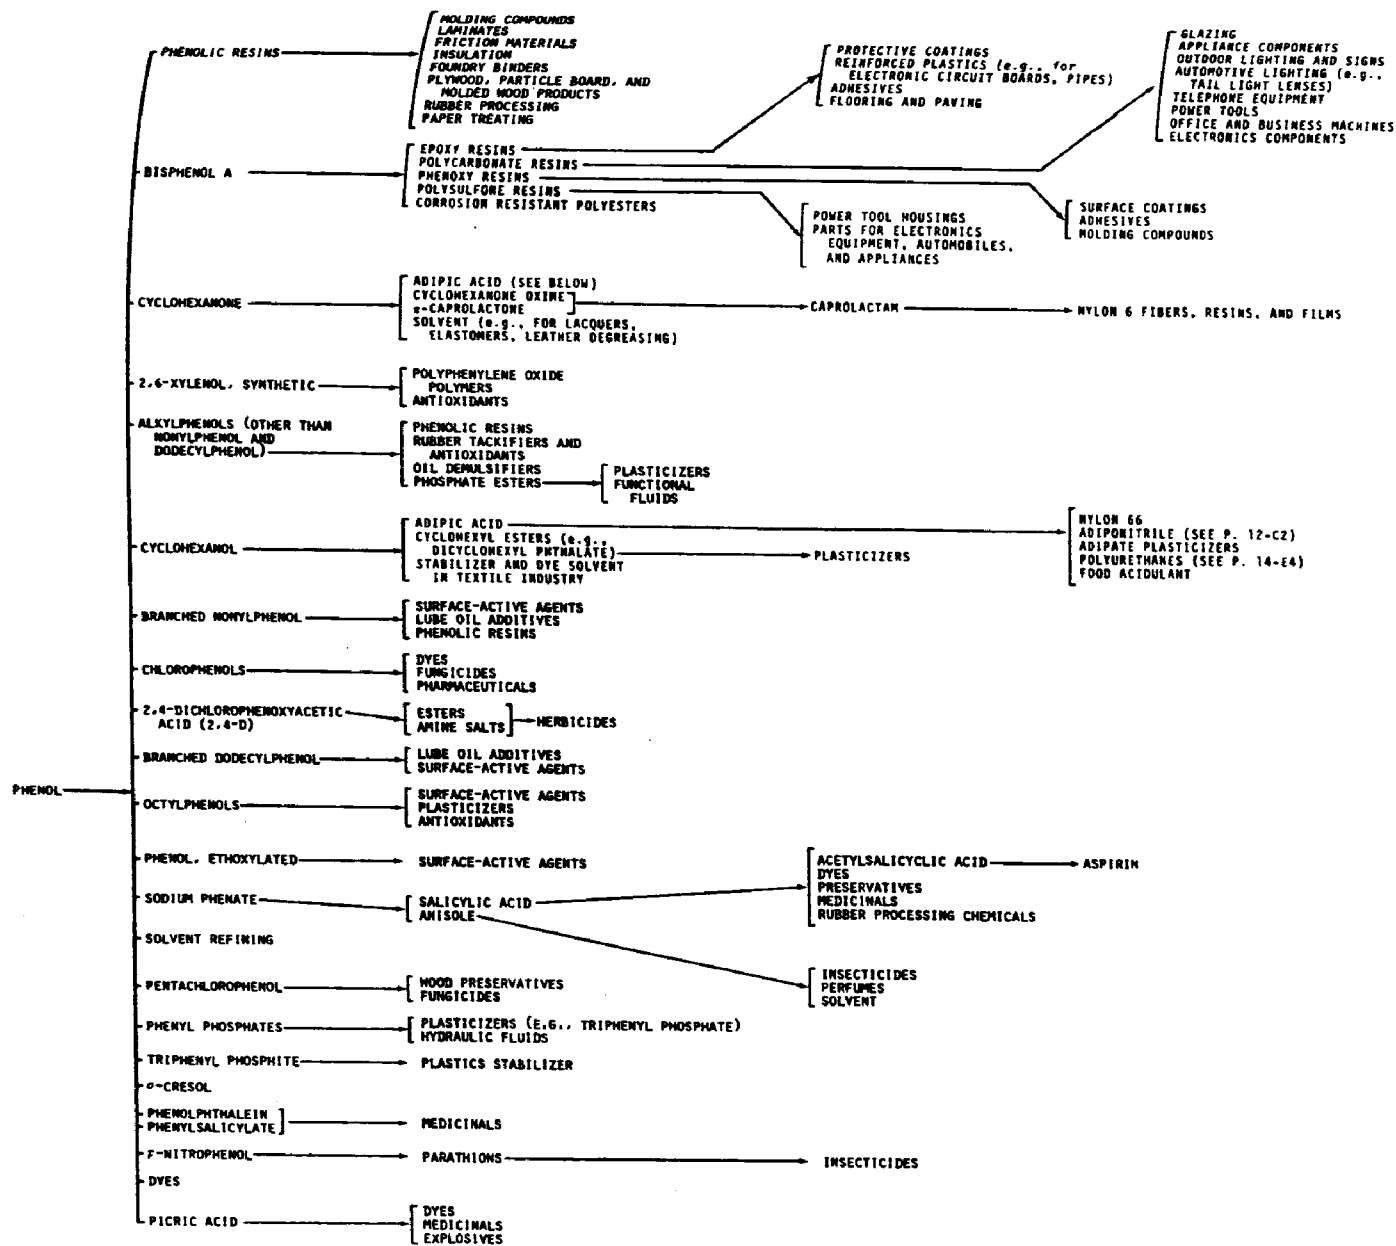 PHENOL
PHENOLIC RESINS
MOLDING COMPOUNDS
LAMINATES
FRICTION MATERIALS
INSULATION
FOUNDRY BINDERS
PLYWOOD, PARTICLE BOARD, AND
MOLDED WOOD PRODUCTS
RUBBER PROCESSING
PAPER TREATING
BISPHENOL A
EPOXY RESINS
POLYCARBONATE RESINS
PHENOXY RESINS
POLYSULFONE RESINS
CORROSION RESISTANT POLYESTERS
PROTECTIVE COATINGS
REINFORCED PLASTICS (e.g., for
ELECTRONIC CIRCUIT BOARDS, PIPES)
ADHESIVES
FLOORING AND PAVING
GLAZING
APPLIANCE COMPONENTS
OUTDOOR LIGHTING AND SIGNS
AUTOMOTIVE LIGHTING (e.g.,
TAIL LIGHT LENSES)
TELEPHONE EQUIPMENT
POWER TOOLS
OFFICE AND BUSINESS MACHINES
ELECTRONICS COMPONENTS
SURFACE COATINGS
ADHESIVES
MOLDING COMPOUNDS
POWER TOOL HOUSINGS
PARTS FOR ELECTRONICS
EQUIPMENT, AUTOMOBILES,
AND APPLIANCES
CYCLOHEXANONE
ADIPIC ACID (SEE BELOW)
CYCLOHEXANONE OXIME
ε-CAPROLACTONE
SOLVENT (e.g., FOR LACQUERS,
ELASTOMERS, LEATHER DEGREASING)
CAPROLACTAM
NYLON 6 FIBERS, RESINS, AND FILMS
2,6-XYLENOL, SYNTHETIC
POLYPHENYLENE OXIDE
POLYMERS
ANTIOXIDANTS
ALKYLPHENOLS (OTHER THAN
NONYLPHENOL AND
DODECYLPHENOL)
PHENOLIC RESINS
RUBBER TACKIFIERS AND
ANTIOXIDANTS
OIL DEMULSIFIERS
PHOSPHATE ESTERS
PLASTICIZERS
FUNCTIONAL
FLUIDS
CYCLOHEXANOL
ADIPIC ACID
CYCLOHEXYL ESTERS (e.g.,
DICYCLOHEXYL PHTHALATE)
STABILIZER AND DYE SOLVENT
IN TEXTILE INDUSTRY
PLASTICIZERS
NYLON 66
ADIPONITRILE (SEE P. 12-C2)
ADIPATE PLASTICIZERS
POLYURETHANES (SEE P. 14-E4)
FOOD ACIDULANT
BRANCHED NONYLPHENOL
SURFACE-ACTIVE AGENTS
LUBE OIL ADDITIVES
PHENOLIC RESINS
CHLOROPHENOLS
DYES
FUNGICIDES
PHARMACEUTICALS
2,4-DICHLOROPHENOXYACETIC
ACID (2,4-D)
ESTERS
AMINE SALTS
HERBICIDES
BRANCHED DODECYLPHENOL
LUBE OIL ADDITIVES
SURFACE-ACTIVE AGENTS
OCTYLPHENOLS
SURFACE-ACTIVE AGENTS
PLASTICIZERS
ANTIOXIDANTS
PHENOL, ETHOXYLATED
SURFACE-ACTIVE AGENTS
SODIUM PHENATE
SALICYLIC ACID
ANISOLE
ACETYLSALICYCLIC ACID
DYES
PRESERVATIVES
MEDICINALS
RUBBER PROCESSING CHEMICALS
ASPIRIN
INSECTICIDES
PERFUMES
SOLVENT
SOLVENT REFINING
PENTACHLOROPHENOL
WOOD PRESERVATIVES
FUNGICIDES
PHENYL PHOSPHATES
PLASTICIZERS (E.G., TRIPHENYL PHOSPHATE)
HYDRAULIC FLUIDS
TRIPHENYL PHOSPHITE
PLASTICS STABILIZER
o-CRESOL
PHENOLPHTHALEIN
PHENYLSALICYLATE
MEDICINALS
P-NITROPHENOL
PARATHIONS
INSECTICIDES
DYES
PICRIC ACID
DYES
MEDICINALS
EXPLOSIVES